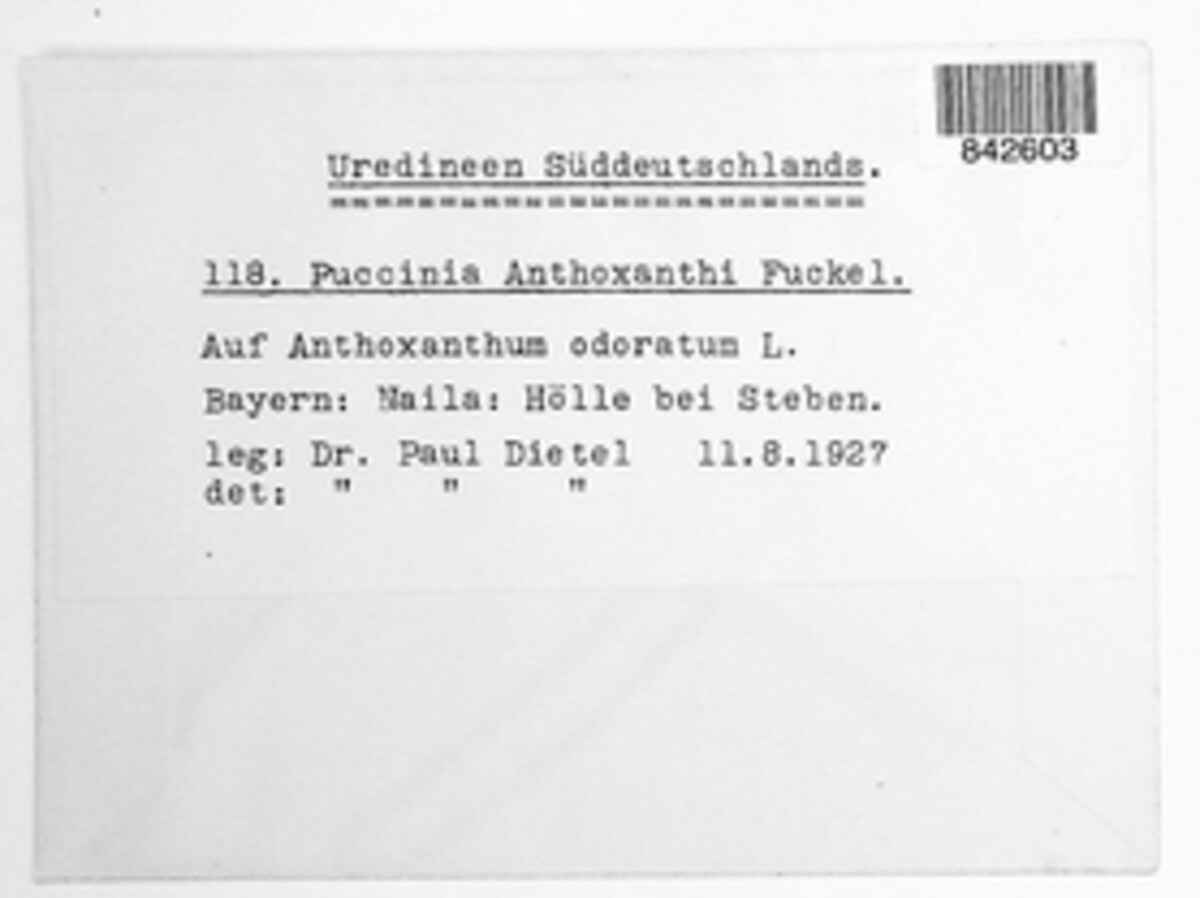 842603
Uredineen Süddeutschlands.
118. Puccinia Anthoxanthi Fuckel.
Auf Anthoxanthum odoratum L.
Bayern: Naila: Hölle bei Steben.
leg: Dr. Paul Dietel 11.8.1927
det: " " "